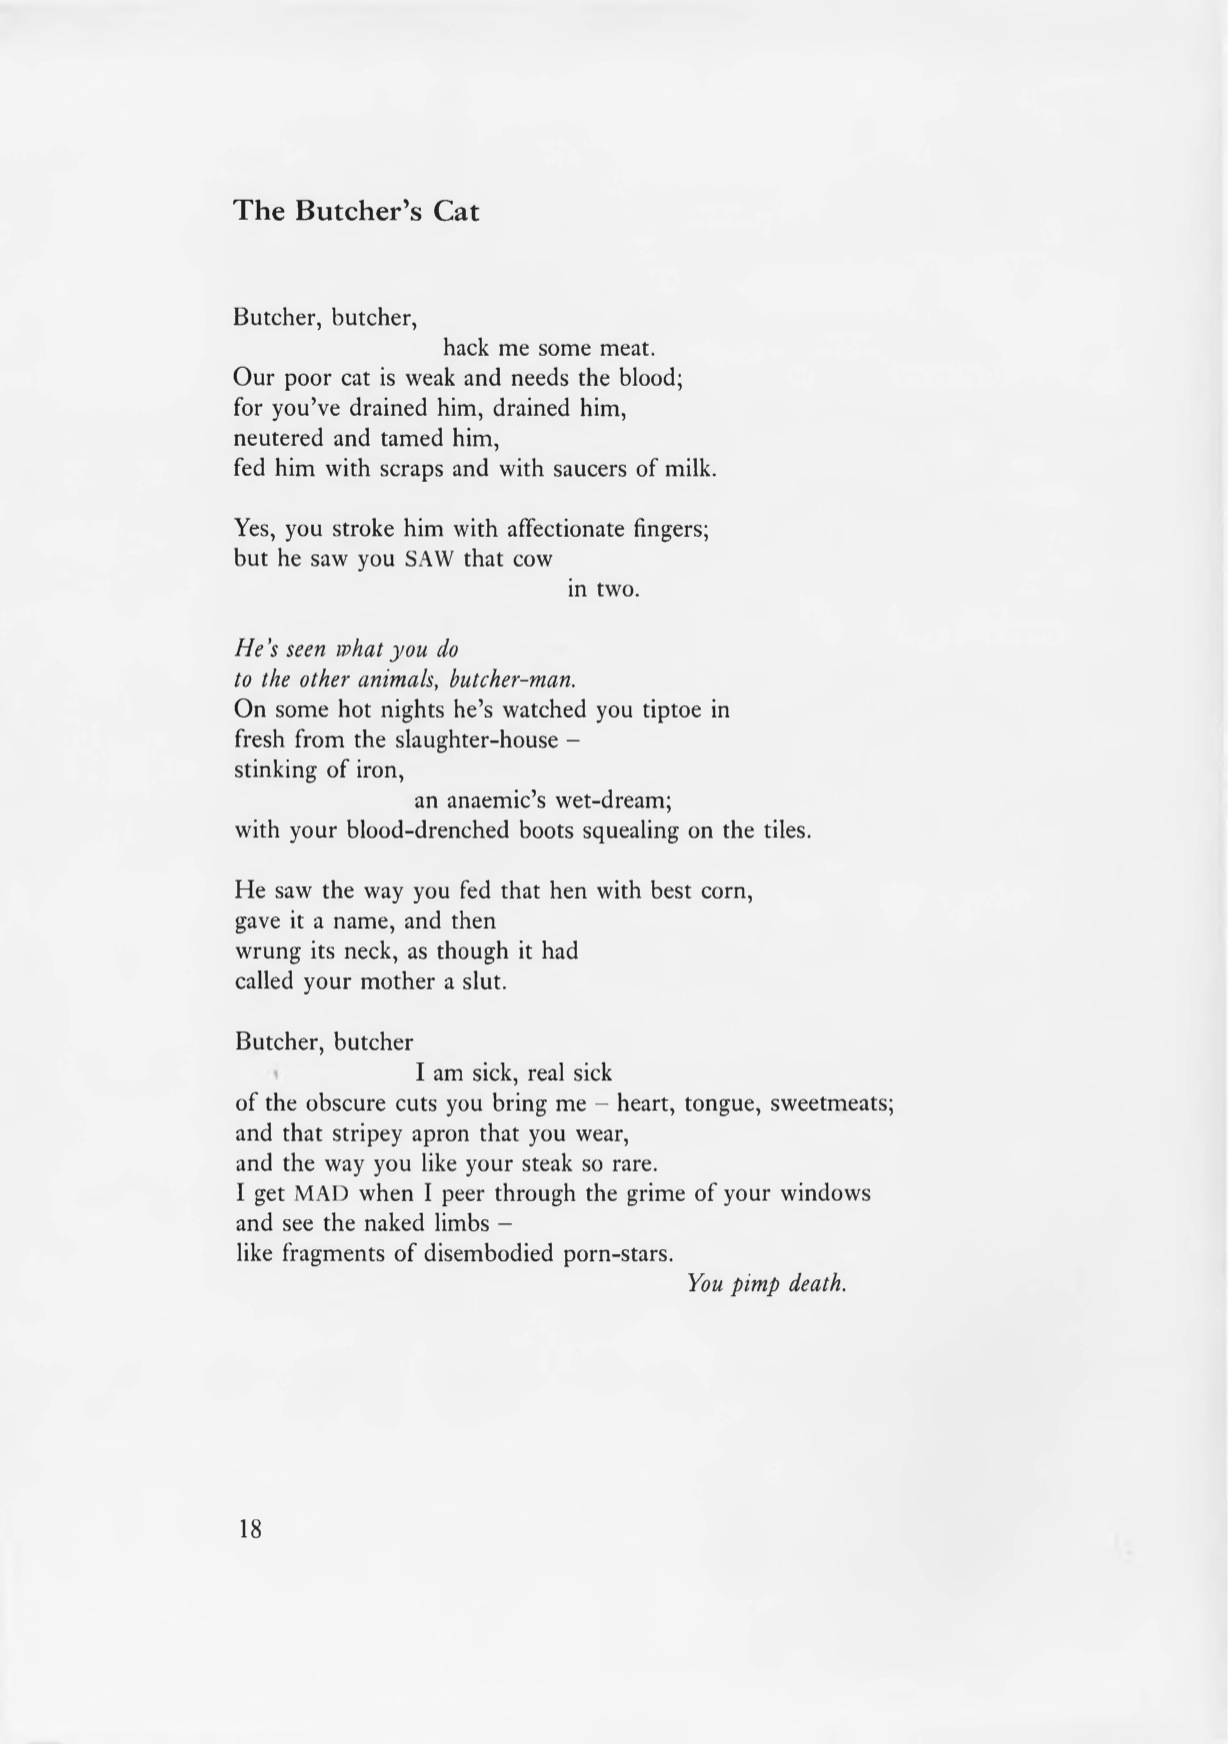 The Butcher's Cat
Butcher, butcher,
hack me some meat.
Our poor cat is weak and needs the blood;
for you've drained him, drained him,
neutered and tamed him,
fed him with scraps and with saucers of milk.
Yes, you stroke him with affectionate fingers;
but he saw you SAW that cow
in two.
He's seen what you do
to the other animals, butcher-man.
On some hot nights he's watched you tiptoe in
fresh from the slaughter-house –
stinking of iron,
an anaemic's wet-dream;
with your blood-drenched boots squealing on the tiles.
He saw the way you fed that hen with best corn,
gave it a name, and then
wrung its neck, as though it had
called your mother a slut.
Butcher, butcher
I am sick, real sick
of the obscure cuts you bring me – heart, tongue, sweetmeats;
and that stripey apron that you wear,
and the way you like your steak so rare.
I get MAD when I peer through the grime of your windows
and see the naked limbs –
like fragments of disembodied porn-stars.
You pimp death.
18